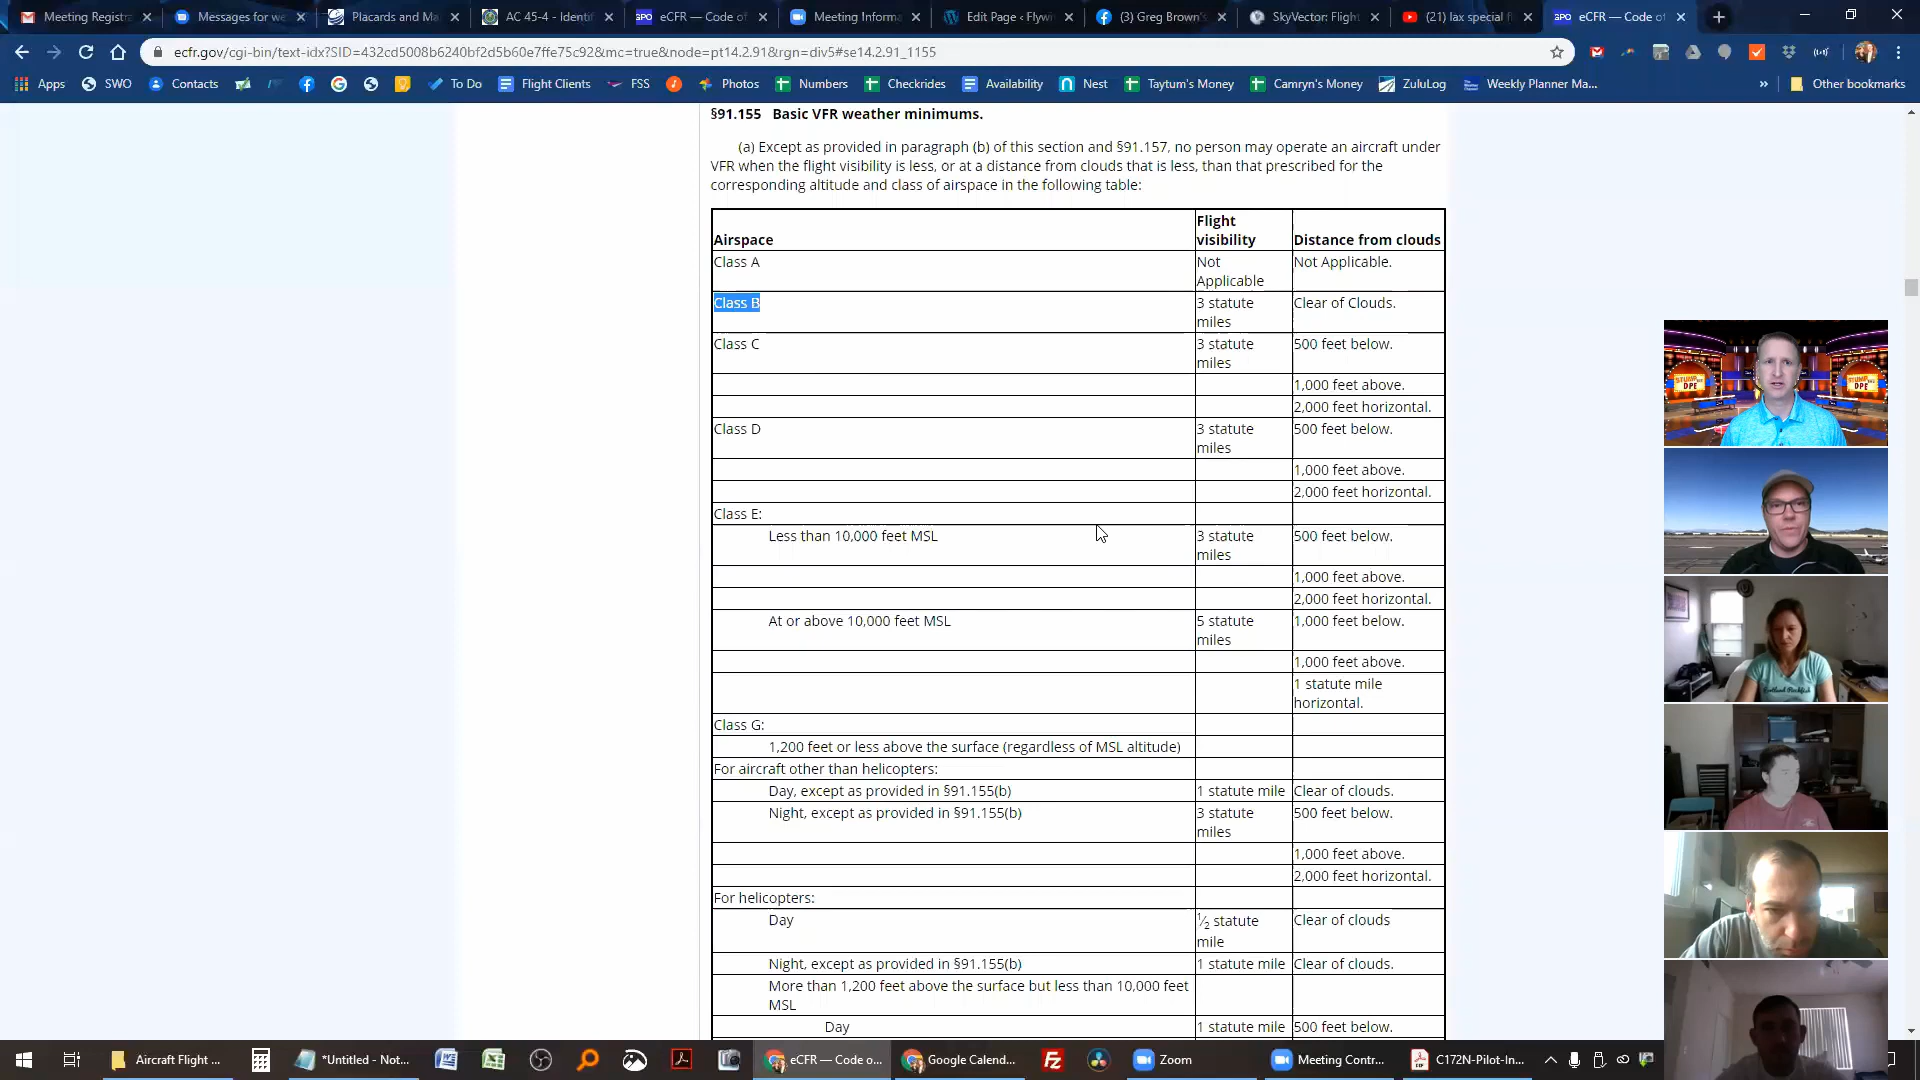 Meeting Registra
Messages for we
Placards and Ma
AC 45-4 - Identif
eCFR — Code of
Meeting Informa
Edit Page ‹ Flyw
(3) Greg Brown's
SkyVector: Flight
(21) lax special f
eCFR — Code of
ecfr.gov/cgi-bin/text-idx?SID=432cd5008b6240bf2d5b60e7ffe75c92&mc=true&node=pt14.2.91&rgn=div5#se14.2.91_1155
Apps SWO Contacts To Do Flight Clients FSS Photos Numbers Checkrides Availability Nest Taytum's Money Camryn's Money ZuluLog Weekly Planner Ma... » Other bookmarks
§91.155 Basic VFR weather minimums.
(a) Except as provided in paragraph (b) of this section and §91.157, no person may operate an aircraft under
VFR when the flight visibility is less, or at a distance from clouds that is less, than that prescribed for the
corresponding altitude and class of airspace in the following table:
Airspace Flight visibility Distance from clouds
Class A Not Applicable Not Applicable.
Class B 3 statute miles Clear of Clouds.
Class C 3 statute miles 500 feet below.
1,000 feet above.
2,000 feet horizontal.
Class D 3 statute miles 500 feet below.
1,000 feet above.
2,000 feet horizontal.
Class E:
Less than 10,000 feet MSL 3 statute miles 500 feet below.
1,000 feet above.
2,000 feet horizontal.
At or above 10,000 feet MSL 5 statute miles 1,000 feet below.
1,000 feet above.
1 statute mile horizontal.
Class G:
1,200 feet or less above the surface (regardless of MSL altitude)
For aircraft other than helicopters:
Day, except as provided in §91.155(b) 1 statute mile Clear of clouds.
Night, except as provided in §91.155(b) 3 statute miles 500 feet below.
1,000 feet above.
2,000 feet horizontal.
For helicopters:
Day ½ statute mile Clear of clouds
Night, except as provided in §91.155(b) 1 statute mile Clear of clouds.
More than 1,200 feet above the surface but less than 10,000 feet
MSL
Day 1 statute mile 500 feet below.
STUMP
DPE
STUMP
DPE
Aircraft Flight ... *Untitled - Not... eCFR — Code o... Google Calend... Zoom Meeting Contr... C172N-Pilot-In...